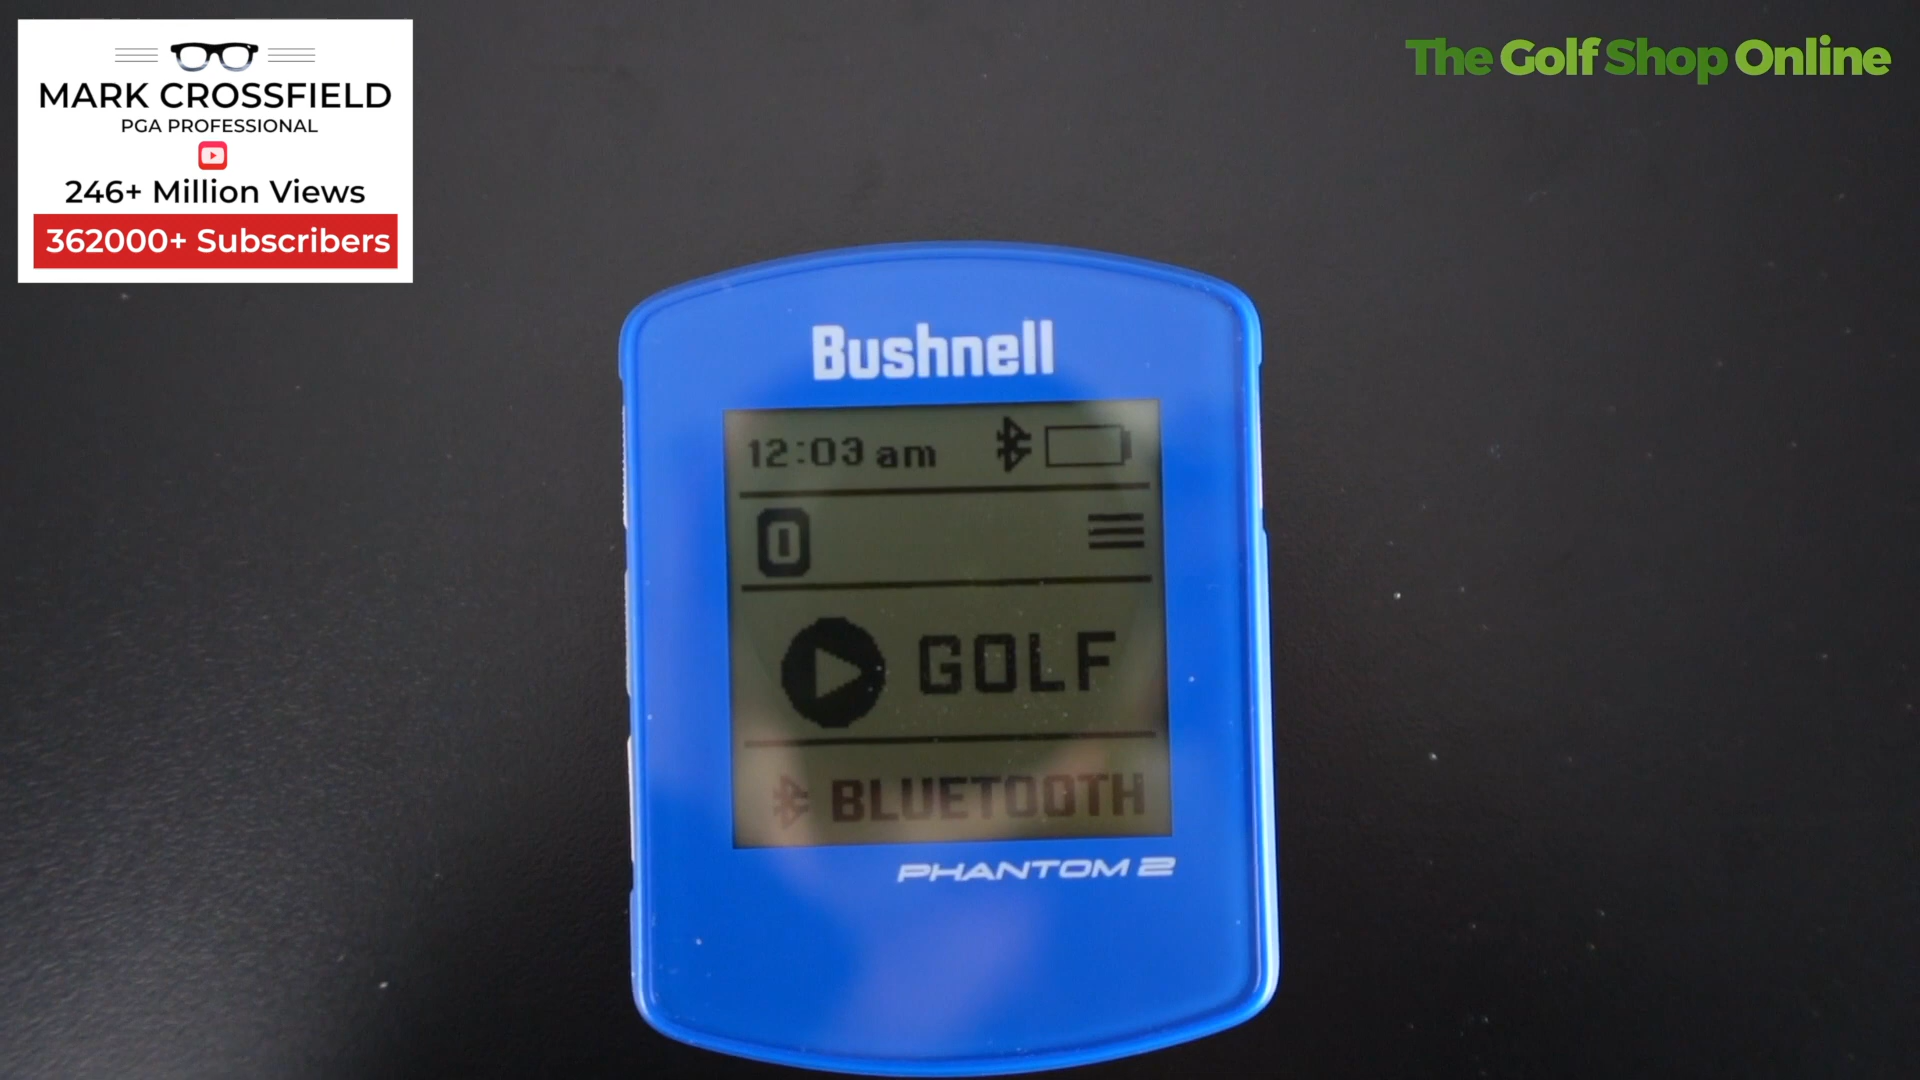 MARK CROSSFIELD
PGA PROFESSIONAL
246+ Million Views
362000+ Subscribers
The Golf Shop Online
Bushnell
12:03 am
0
GOLF
BLUETOOTH
PHANTOM 2